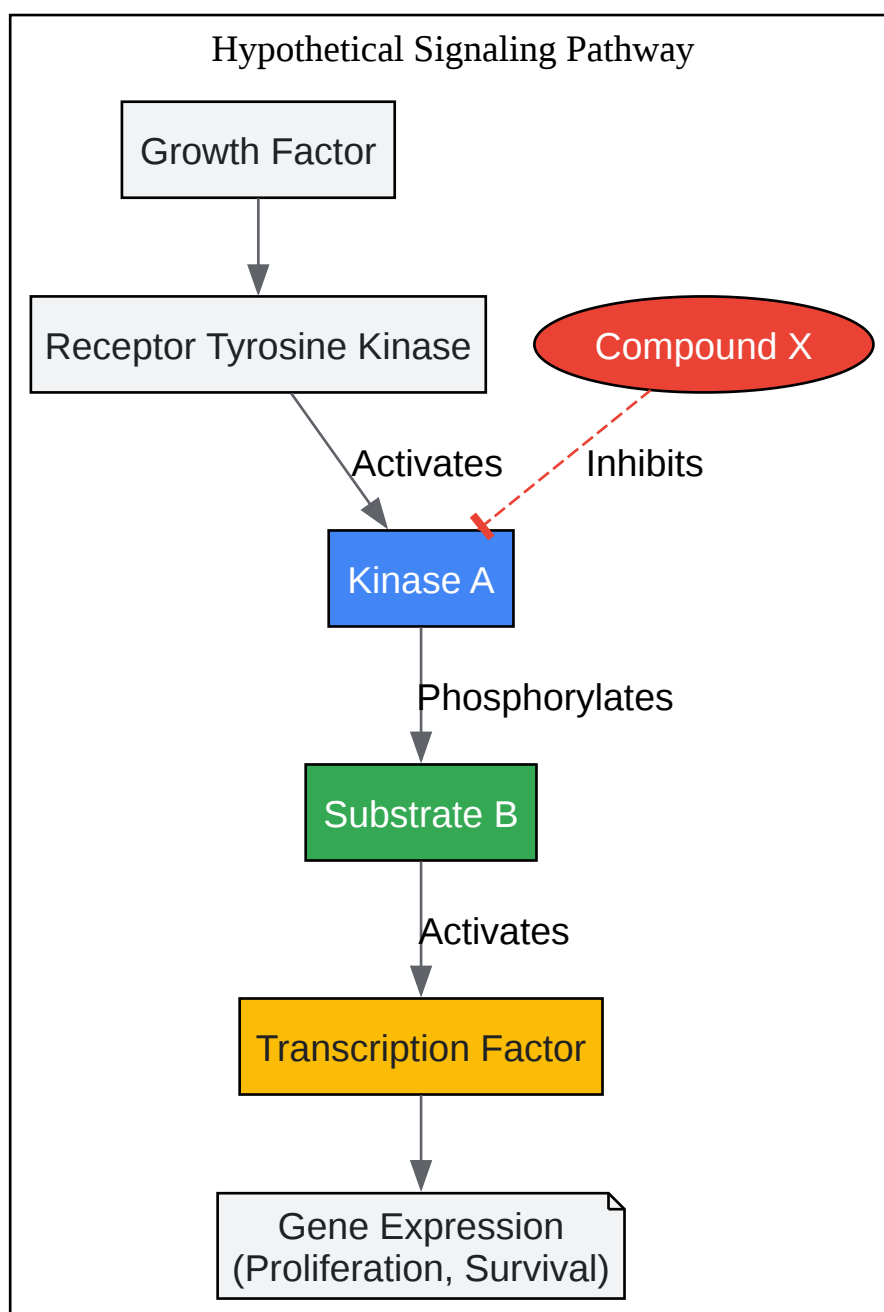 Hypothetical Signaling Pathway
Growth Factor
Receptor Tyrosine Kinase
Compound X
Activates
Inhibits
Kinase A
Phosphorylates
Substrate B
Activates
Transcription Factor
Gene Expression
(Proliferation, Survival)